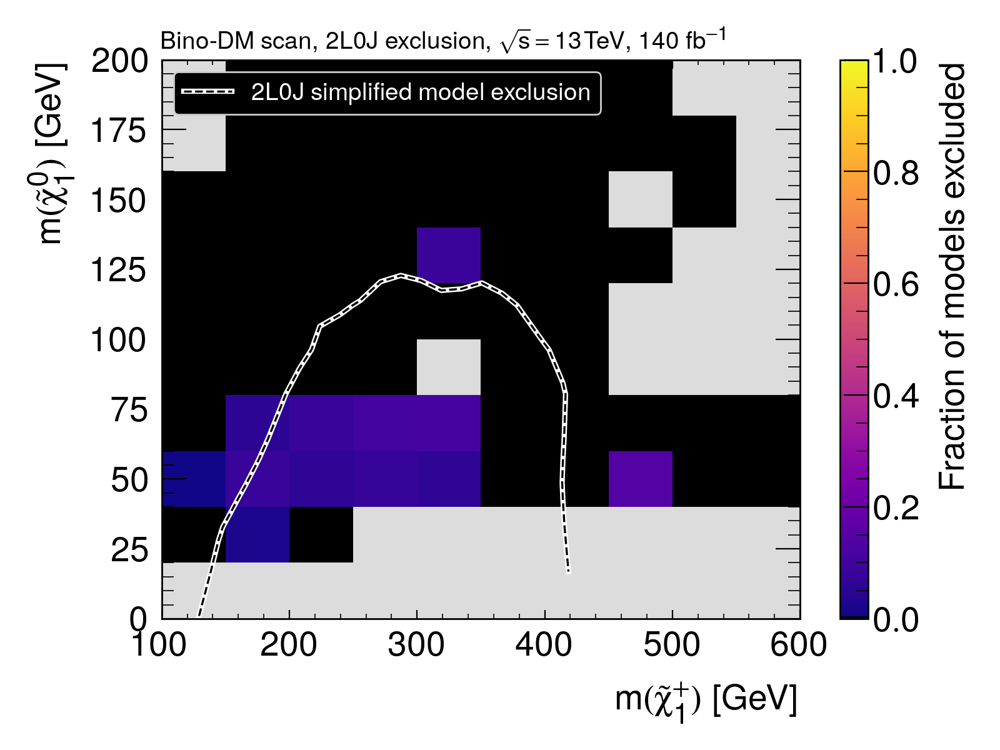 Bino-DM scan, 2L0J exclusion, √s = 13 TeV, 140 fb⁻¹
2L0J simplified model exclusion
m(χ̃₁⁰) [GeV]
200
175
150
125
100
75
50
25
0
100 200 300 400 500 600
m(χ̃₁⁺) [GeV]
1.0
0.8
0.6
0.4
0.2
0.0
Fraction of models excluded